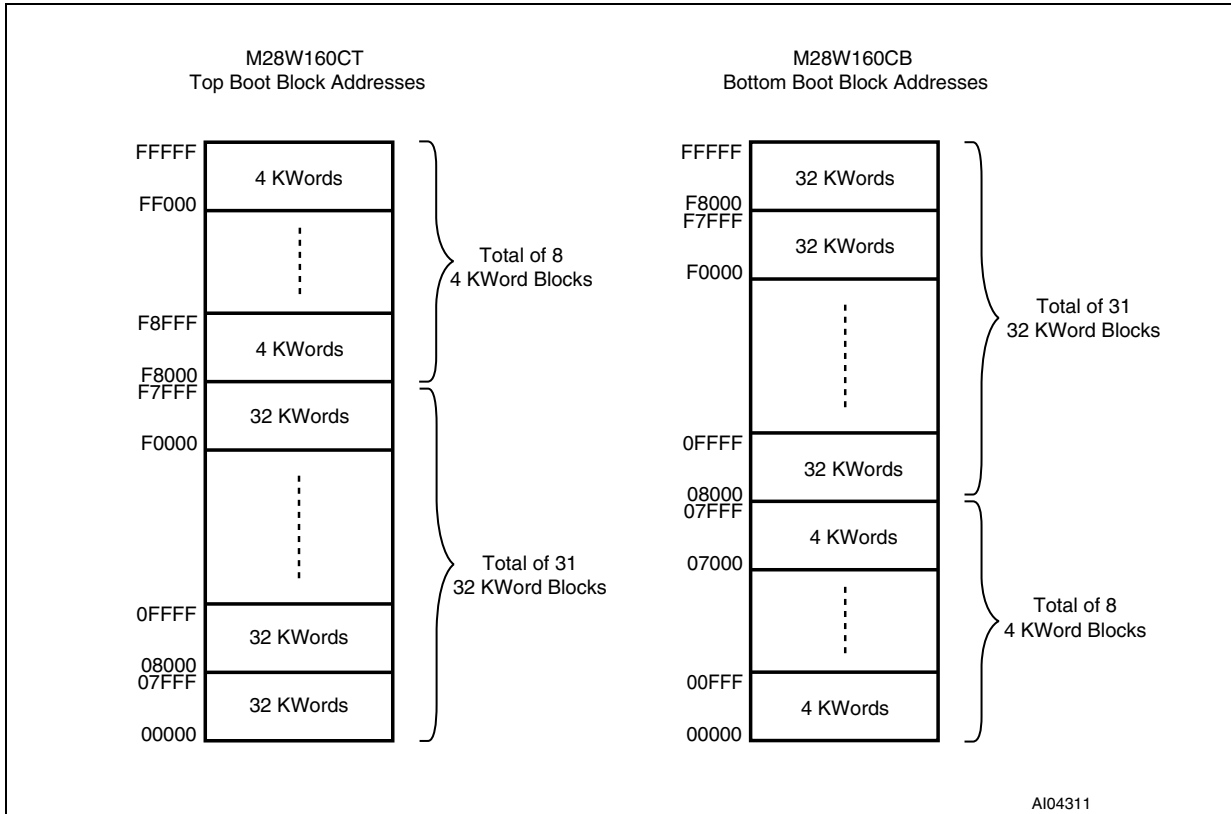 M28W160CT
Top Boot Block Addresses
FFFFF
4 KWords
FF000
Total of 8
4 KWord Blocks
F8FFF
4 KWords
F8000
F7FFF
32 KWords
F0000
Total of 31
32 KWord Blocks
0FFFF
32 KWords
08000
07FFF
32 KWords
00000
M28W160CB
Bottom Boot Block Addresses
FFFFF
32 KWords
F8000
F7FFF
32 KWords
F0000
Total of 31
32 KWord Blocks
0FFFF
32 KWords
08000
07FFF
4 KWords
07000
Total of 8
4 KWord Blocks
00FFF
4 KWords
00000
AI04311